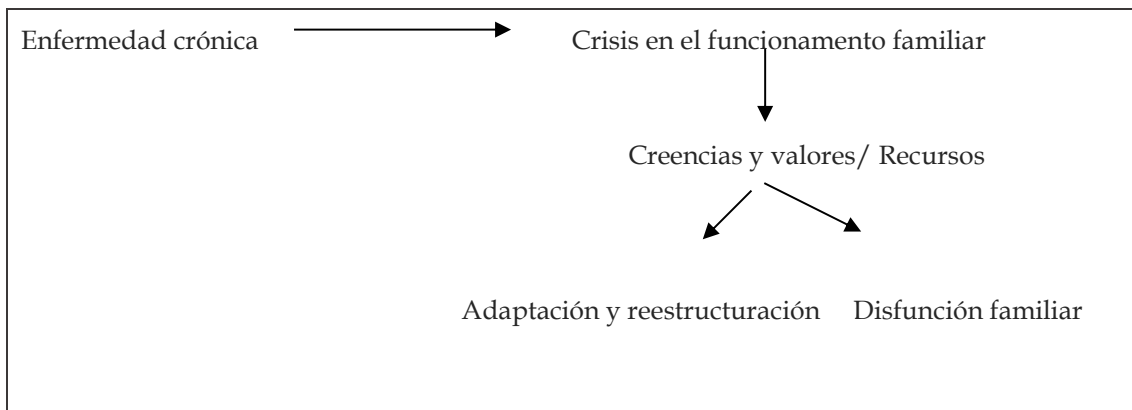 Enfermedad crónica Crisis en el funcionamento familiar
Creencias y valores/ Recursos
Adaptación y reestructuración Disfunción familiar